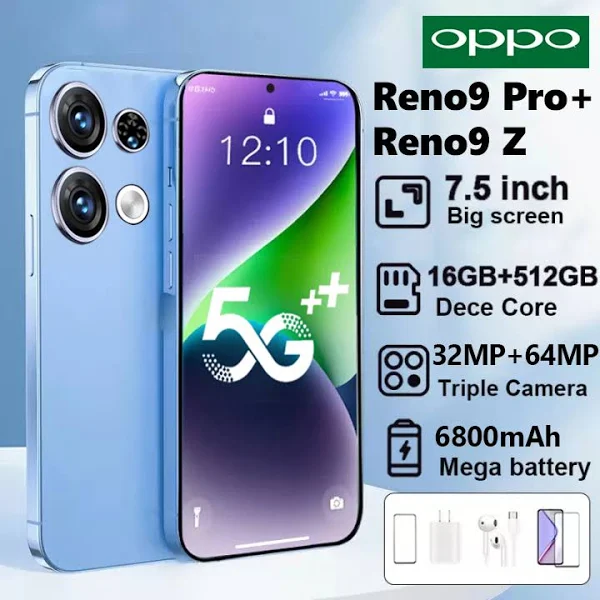 oppo
Reno9 Pro+
Reno9 Z
7.5 inch
Big screen
16GB+512GB
Dece Core
32MP+64MP
Triple Camera
6800mAh
Mega battery
12:10
5G++